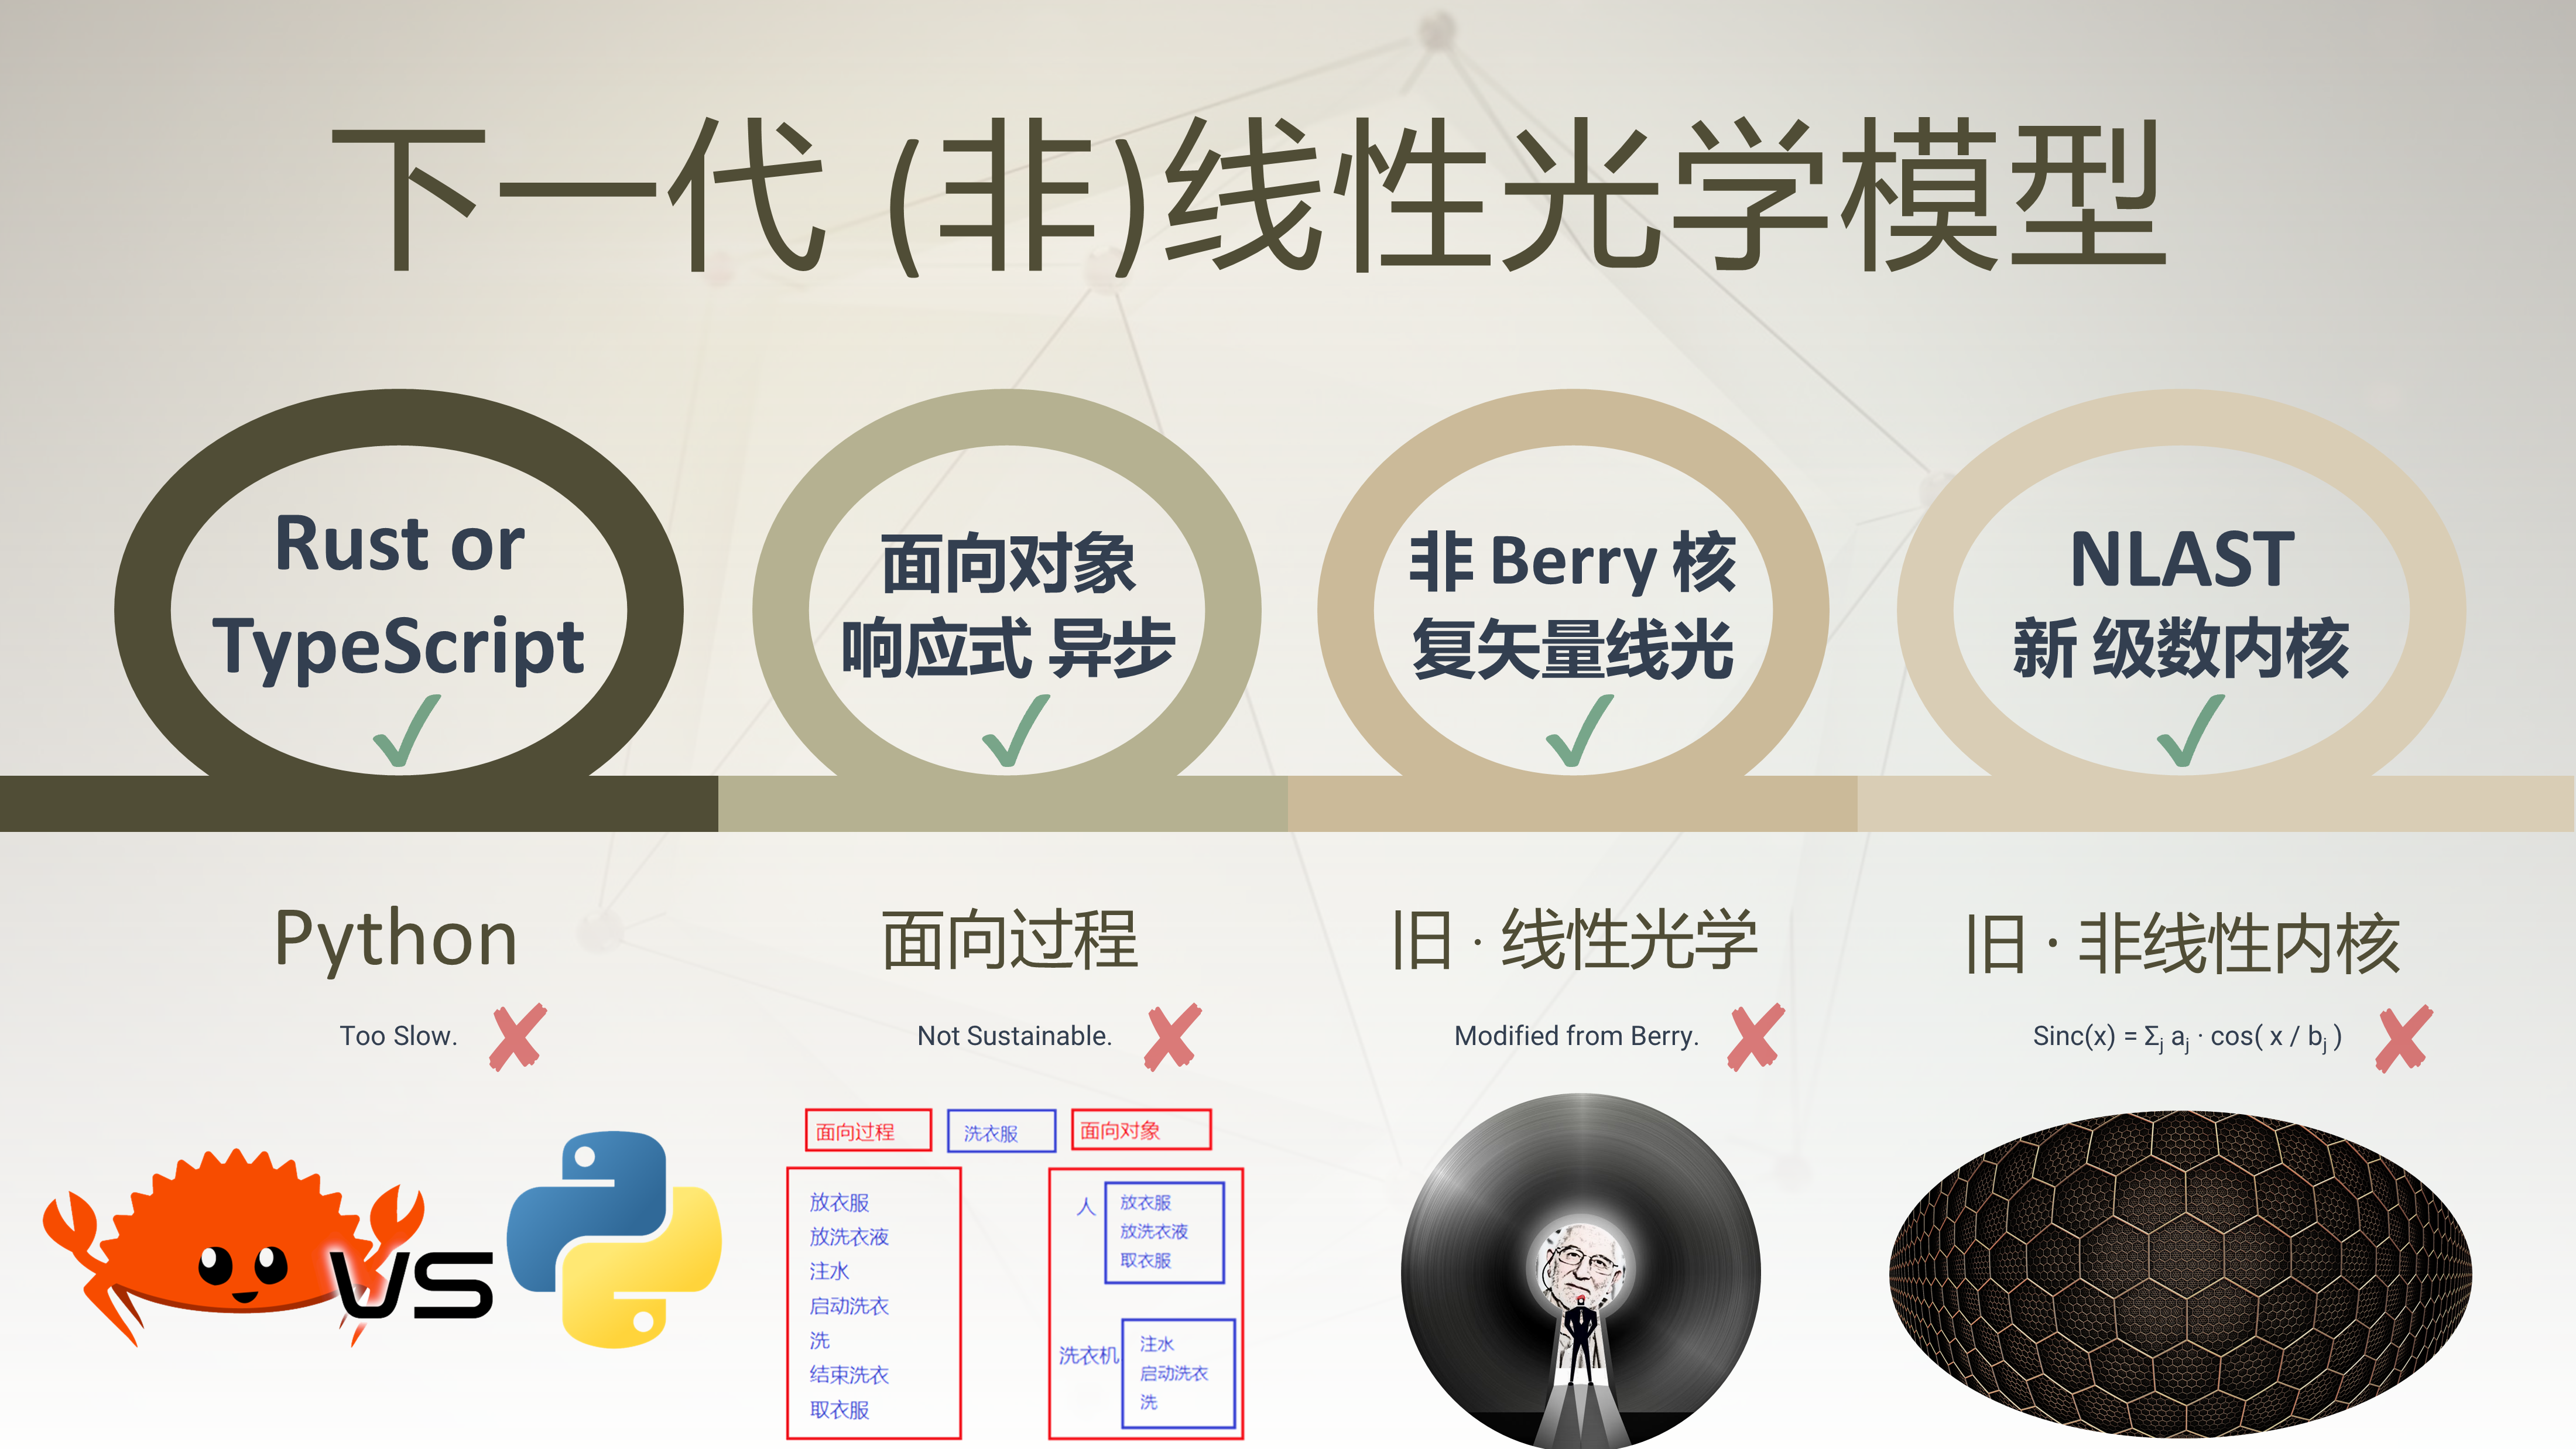 下一代 (非)线性光学模型
Rust or
TypeScript
面向对象
响应式 异步
非 Berry 核
复矢量线光
NLAST
新 级数内核
Python
Too Slow.
VS
面向过程
Not Sustainable.
面向过程
洗衣服
面向对象
放衣服
放洗衣液
注水
启动洗衣
洗
结束洗衣
取衣服
人
放衣服
放洗衣液
取衣服
洗衣机
注水
启动洗衣
洗
旧 · 线性光学
Modified from Berry.
旧 · 非线性内核
Sinc(x) = Σj aj · cos( x / bj )